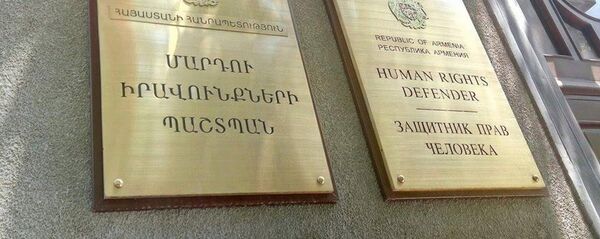 ՀԱՅԱՍՏԱՆԻ ՀԱՆՐԱՊԵՏՈՒԹՅՈՒՆ
ՄԱՐԴՈՒ
ԻՐԱՎՈՒՆՔՆԵՐԻ
ՊԱՇՏՊԱՆ
REPUBLIC OF ARMENIA
РЕСПУБЛИКА АРМЕНИЯ
HUMAN RIGHTS
DEFENDER
ЗАЩИТНИК ПРАВ
ЧЕЛОВЕКА